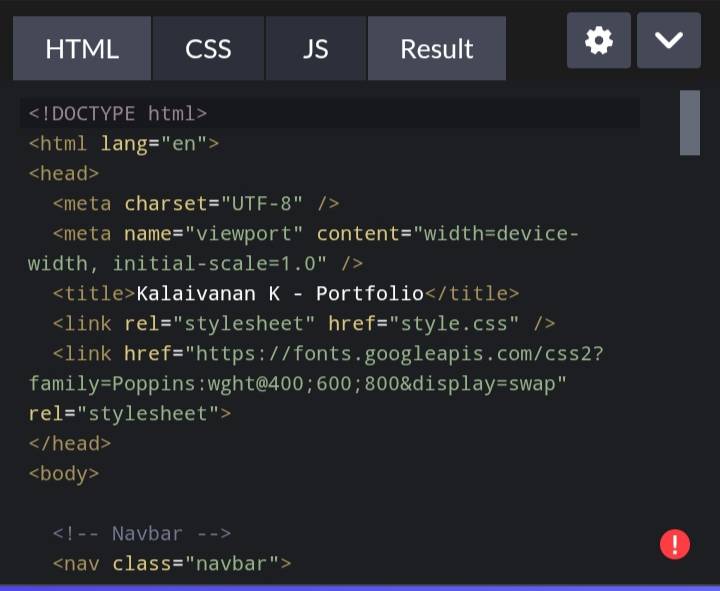 HTML CSS JS Result
<!DOCTYPE html>
<html lang="en">
<head>
<meta charset="UTF-8" />
<meta name="viewport" content="width=device-
width, initial-scale=1.0" />
<title>Kalaivanan K - Portfolio</title>
<link rel="stylesheet" href="style.css" />
<link href="https://fonts.googleapis.com/css2?
family=Poppins:wght@400;600;800&display=swap"
rel="stylesheet">
</head>
<body>
<!-- Navbar -->
<nav class="navbar">